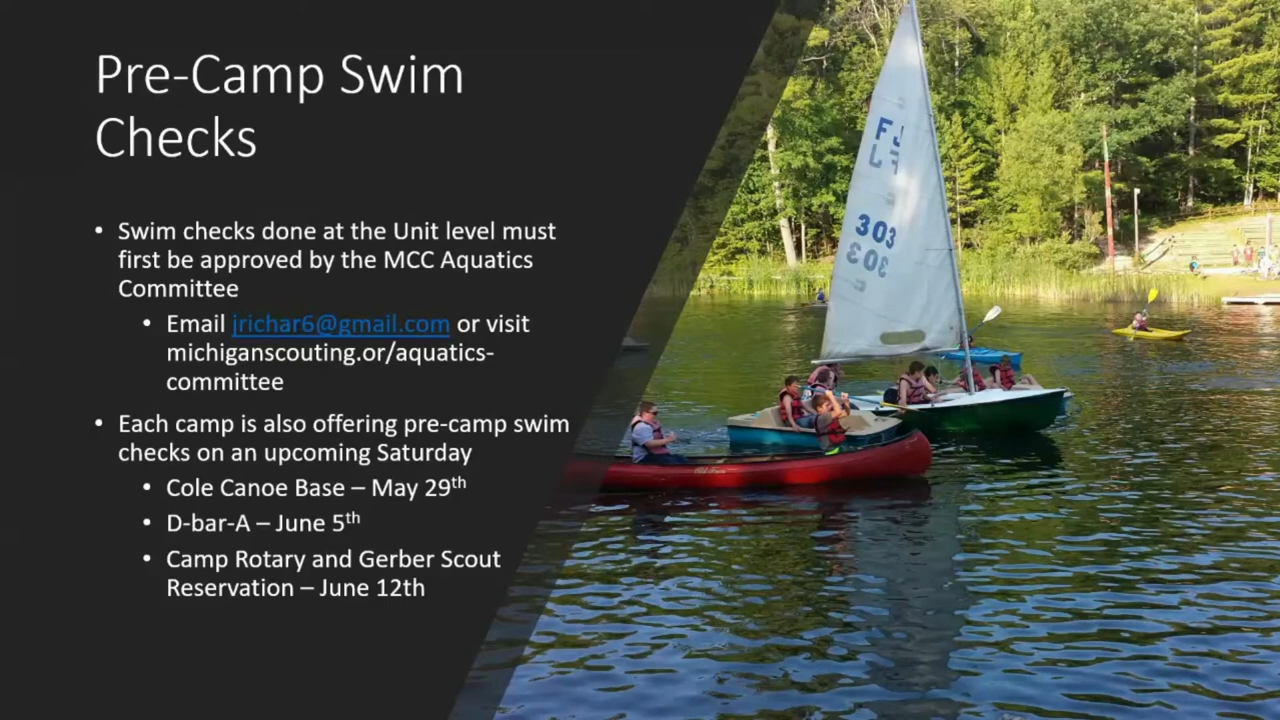 Pre-Camp Swim
Checks
• Swim checks done at the Unit level must
first be approved by the MCC Aquatics
Committee
• Email jrichar6@gmail.com or visit
michiganscouting.or/aquatics-
committee
• Each camp is also offering pre-camp swim
checks on an upcoming Saturday
• Cole Canoe Base – May 29th
• D-bar-A – June 5th
• Camp Rotary and Gerber Scout
Reservation – June 12th
FJ
303